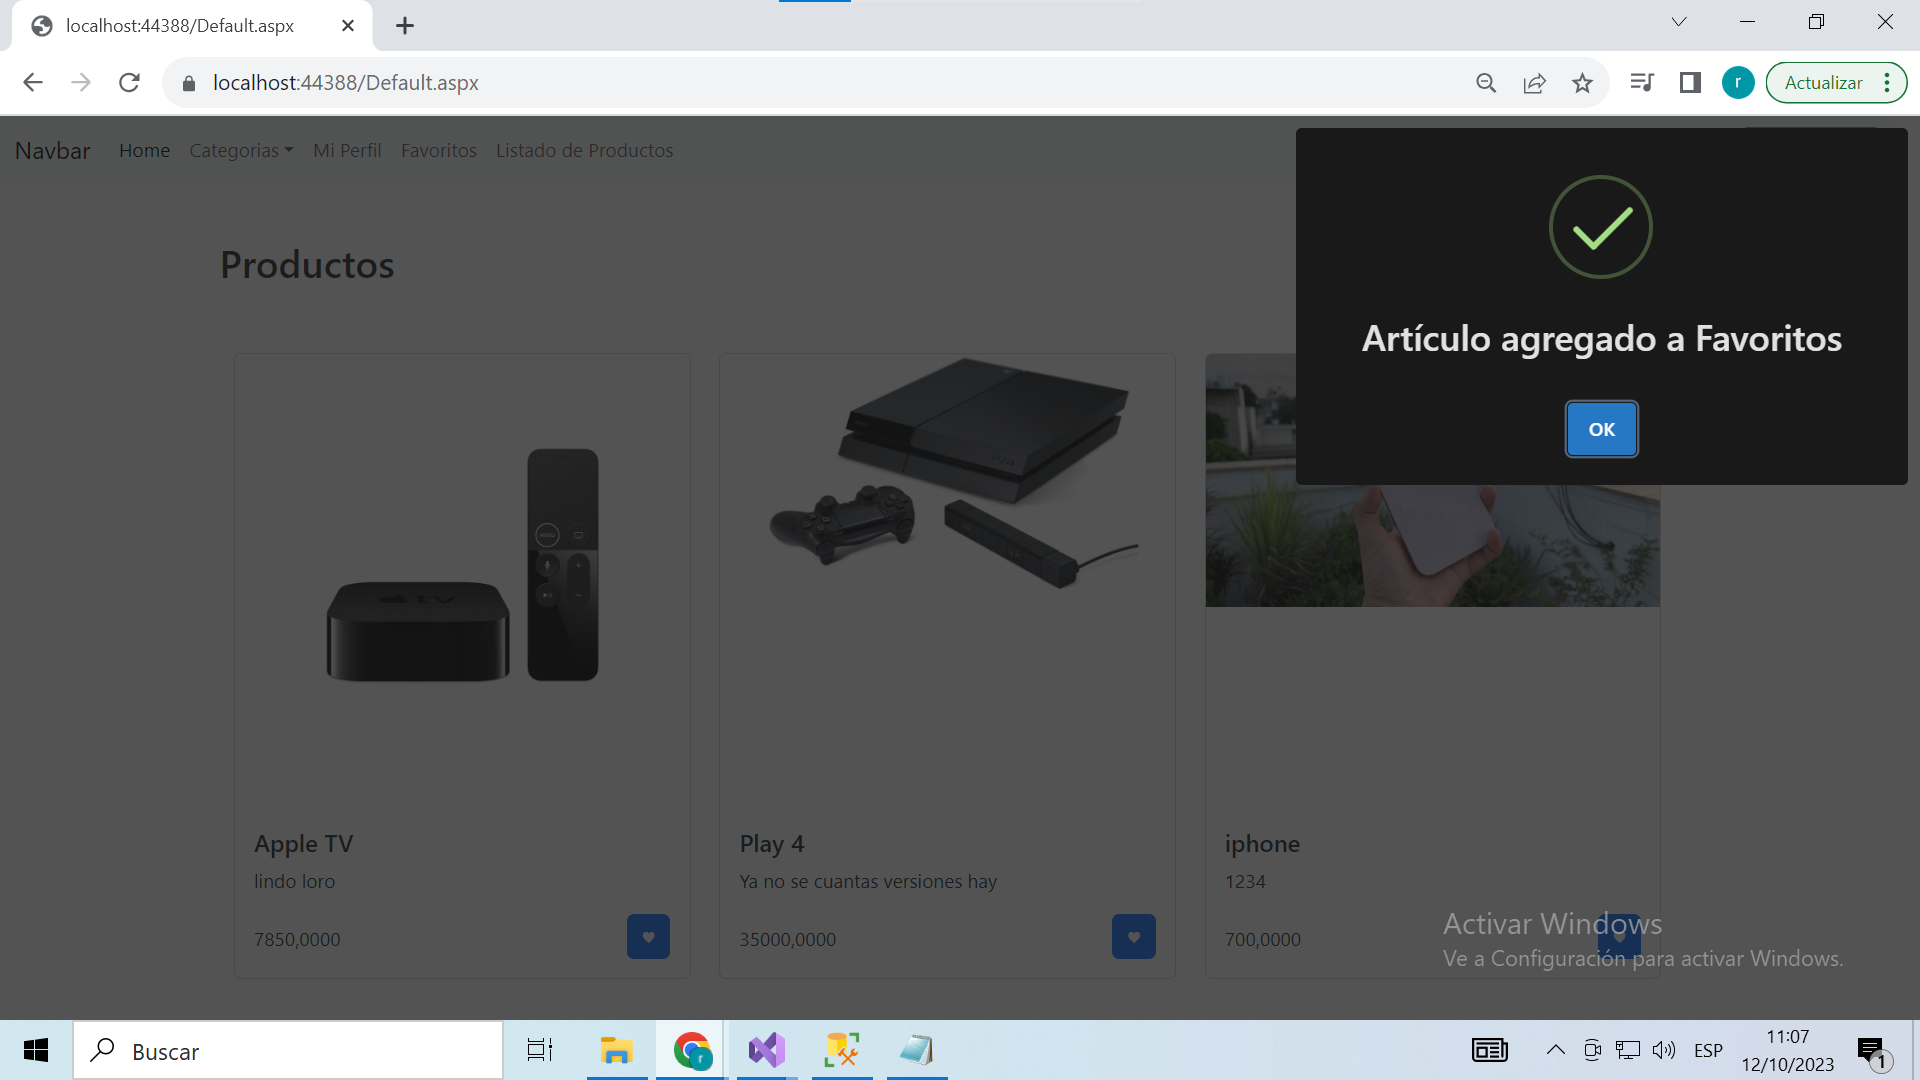 localhost:44388/Default.aspx
localhost:44388/Default.aspx
r
Actualizar
Navbar Home Categorias Mi Perfil Favoritos Listado de Productos
Artículo agregado a Favoritos
OK
Productos
MENU
tv
Apple TV
lindo loro
7850,0000
Play 4
Ya no se cuantas versiones hay
35000,0000
iphone
1234
700,0000
Activar Windows
Ve a Configuración para activar Windows.
Buscar
r
ESP
11:07
12/10/2023
1